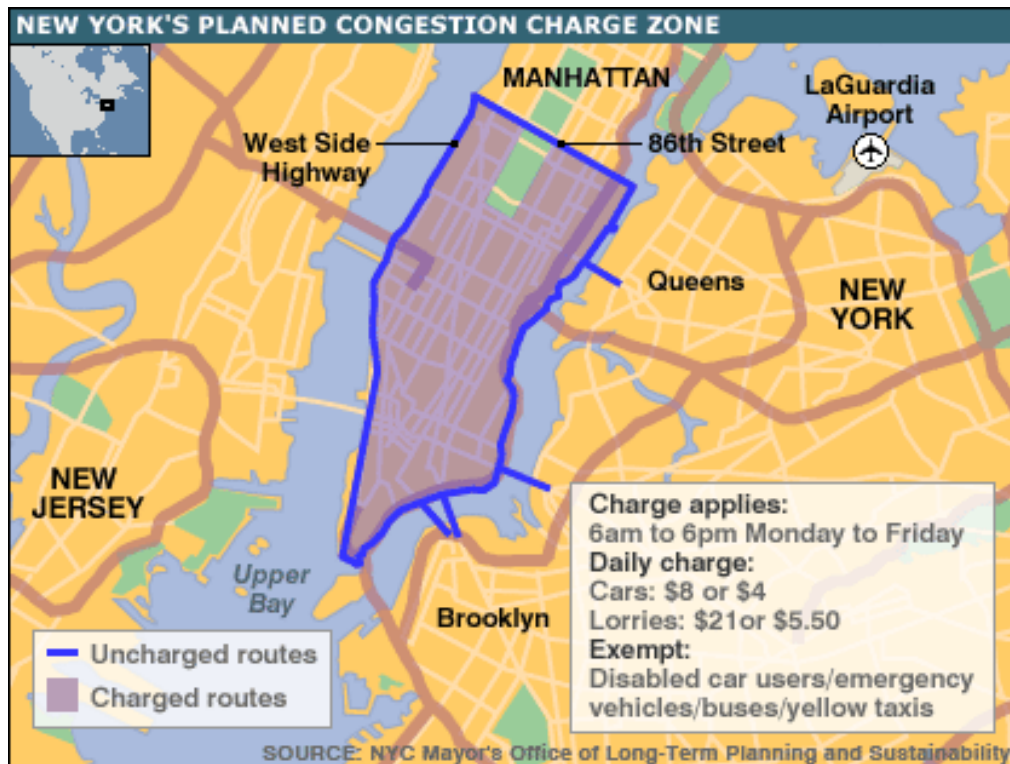 NEW YORK'S PLANNED CONGESTION CHARGE ZONE
MANHATTAN
LaGuardia
Airport
West Side
Highway
86th Street
Queens
NEW
YORK
NEW
JERSEY
Upper
Bay
Brooklyn
Charge applies:
6am to 6pm Monday to Friday
Daily charge:
Cars: $8 or $4
Lorries: $21or $5.50
Exempt:
Disabled car users/emergency
vehicles/buses/yellow taxis
Uncharged routes
Charged routes
SOURCE: NYC Mayor's Office of Long-Term Planning and Sustainability